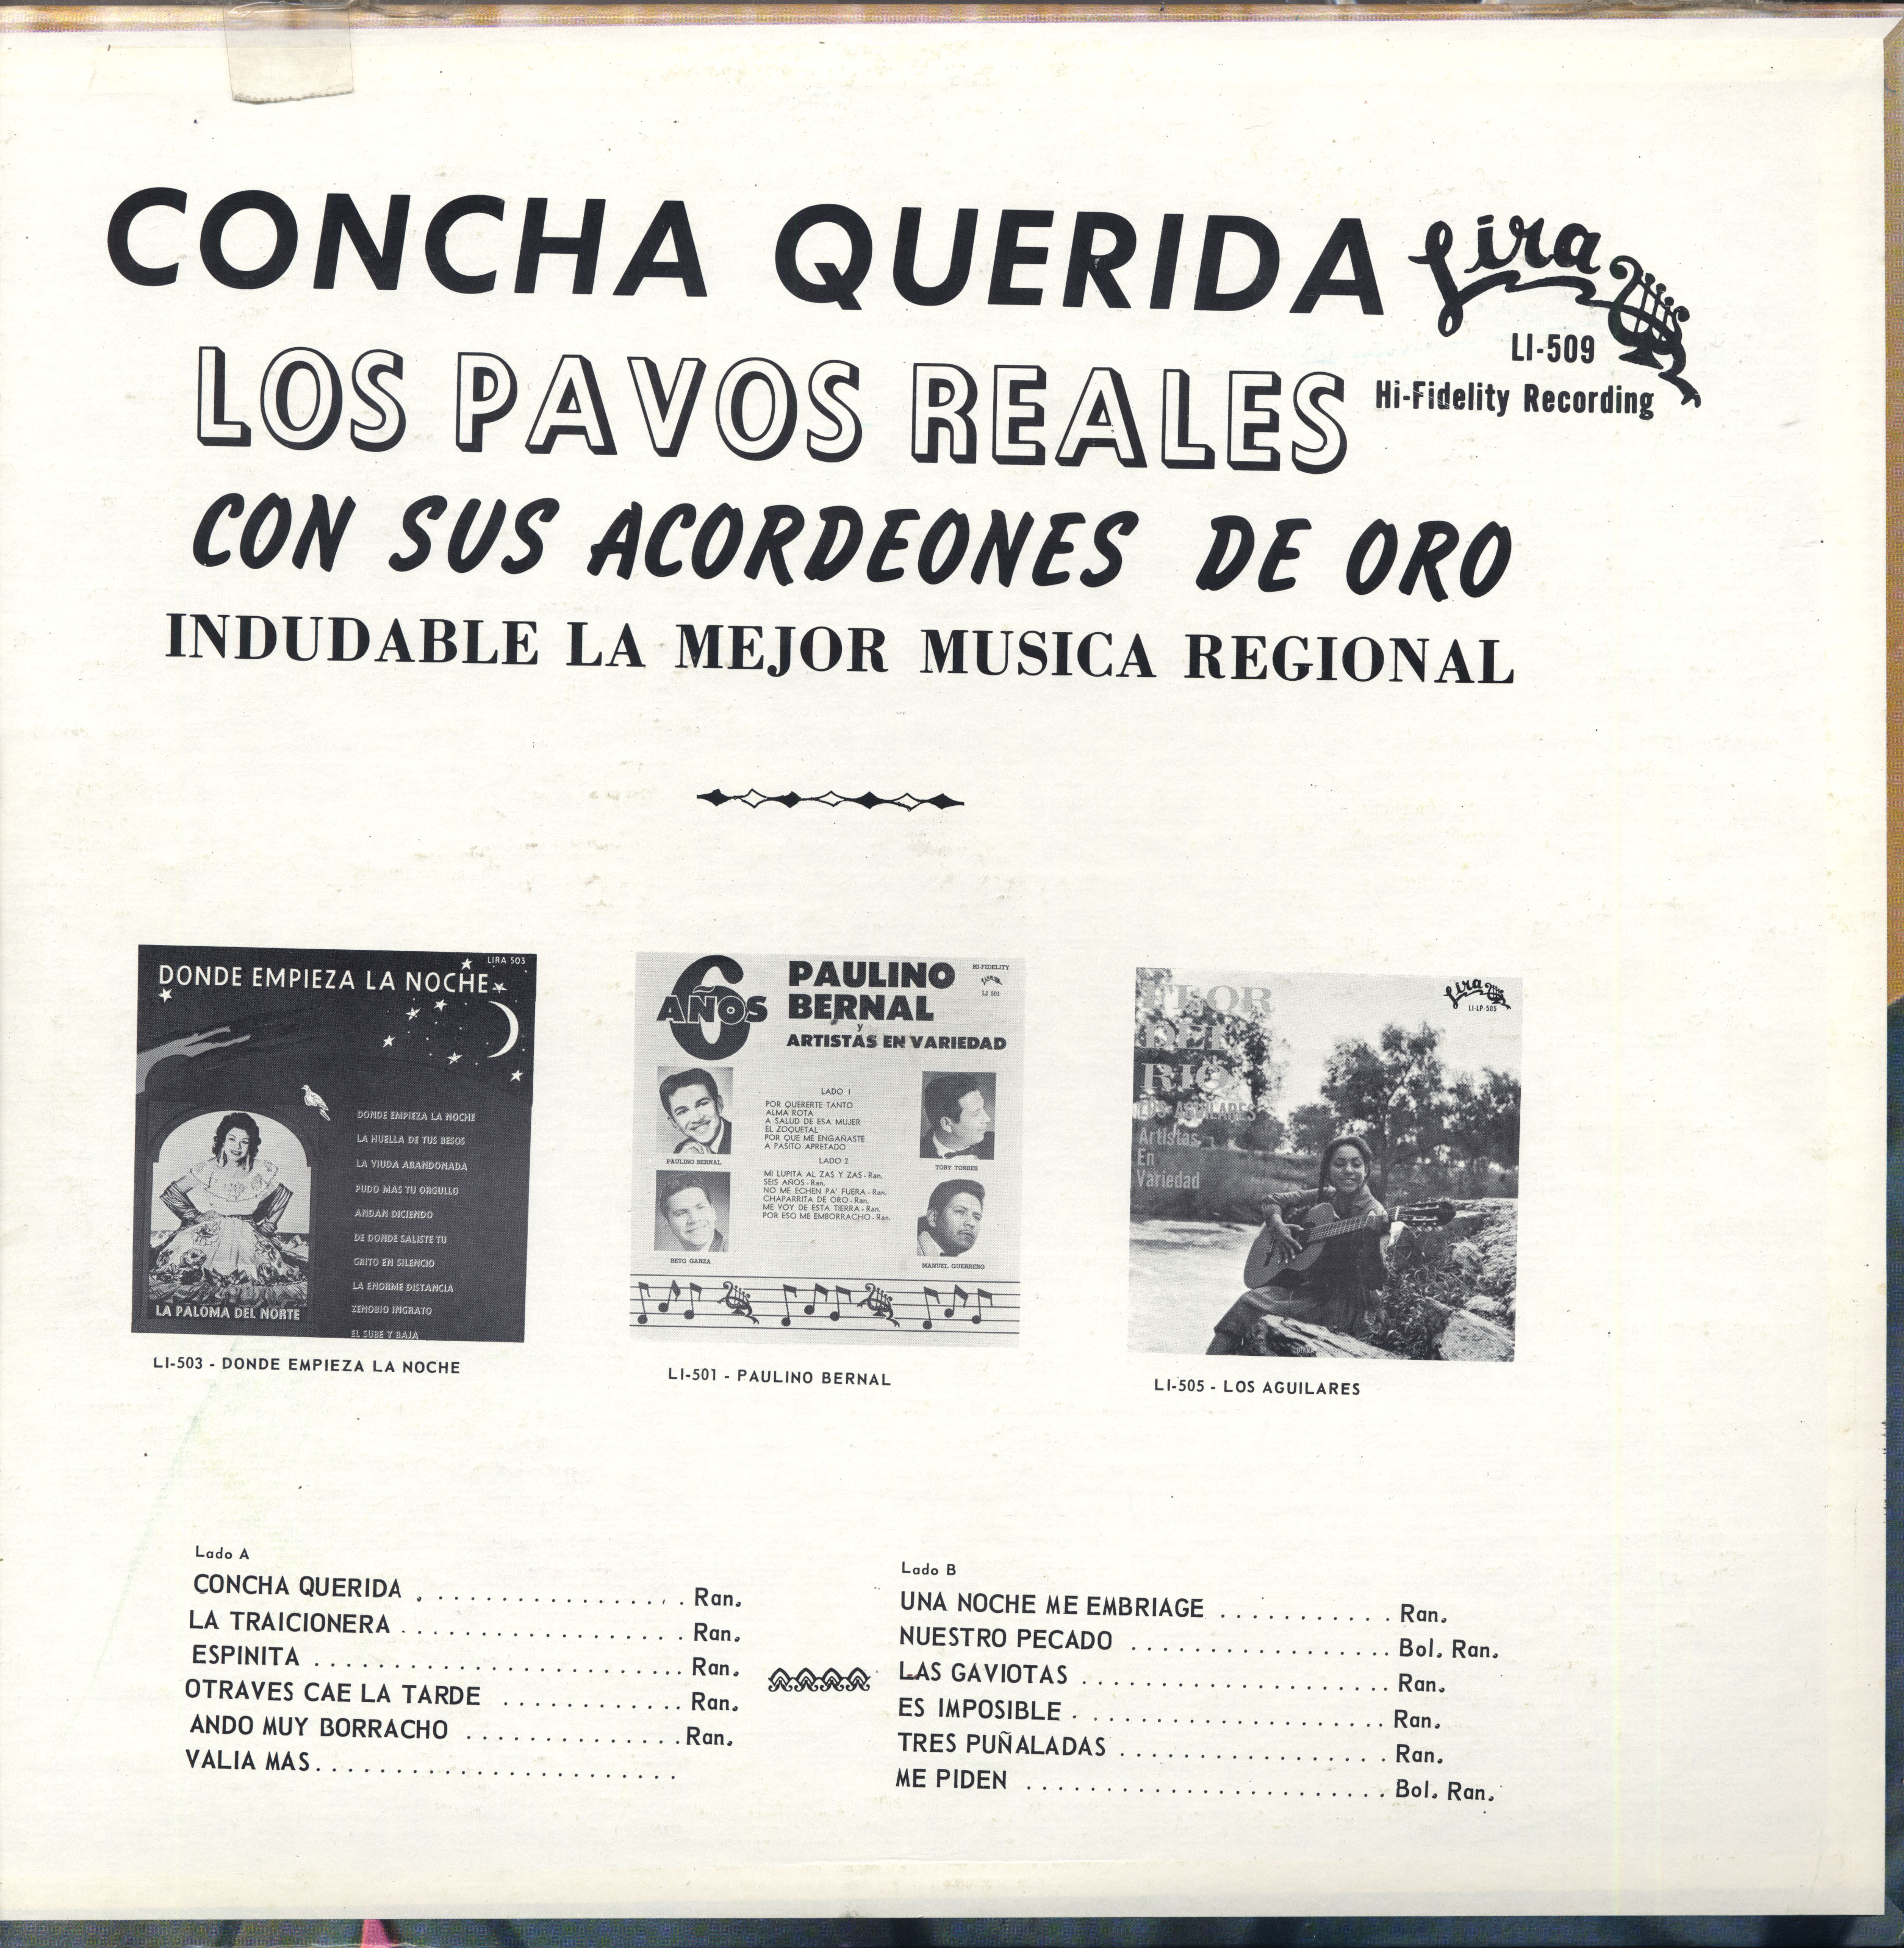 CONCHA QUERIDA
Lira
LI-509
Hi-Fidelity Recording
LOS PAVOS REALES
CON SUS ACORDEONES DE ORO
INDUDABLE LA MEJOR MUSICA REGIONAL
LIRA 503
DONDE EMPIEZA LA NOCHE
DONDE EMPIEZA LA NOCHE
LA HUELLA DE TUS BESOS
LA VIUDA ABANDONADA
PUDO MAS TU ORGULLO
ANDAN DICIENDO
DE DONDE SALISTE TU
GRITO EN SILENCIO
LA ENORME DISTANCIA
ZENOBIO INGRATO
EL SUBE Y BAJA
LA PALOMA DEL NORTE
LI-503 - DONDE EMPIEZA LA NOCHE
6 AÑOS
PAULINO
BERNAL
y
ARTISTAS EN VARIEDAD
HI-FIDELITY
Lira
LI 501
LADO 1
POR QUERERTE TANTO
ALMA ROTA
A SALUD DE ESA MUJER
EL ZOQUETAL
POR QUE ME ENGAÑASTE
A PASITO APRETADO
LADO 2
MI LUPITA AL ZAS Y ZAS - Ran.
SEIS AÑOS - Ran.
NO ME ECHEN PA' FUERA - Ran.
CHAPARRITA DE ORO - Ran.
ME VOY DE ESTA TIERRA - Ran.
POR ESO ME EMBORRACHO - Ran.
PAULINO BERNAL
TOBY TORRES
BETO GARZA
MANUEL GUERRERO
LI-501 - PAULINO BERNAL
FLOR
DEL
RIO
LOS AGUILARES
Artistas
En
Variedad
Lira
LI-LP-505
LI-505 - LOS AGUILARES
Lado A
CONCHA QUERIDA . . . . . . . . . . . . . . . . Ran.
LA TRAICIONERA . . . . . . . . . . . . . . . . . . Ran.
ESPINITA . . . . . . . . . . . . . . . . . . . . . . . Ran.
OTRAVES CAE LA TARDE . . . . . . . . . . . . Ran.
ANDO MUY BORRACHO . . . . . . . . . . . . . . Ran.
VALIA MAS . . . . . . . . . . . . . . . . . . . . . . .
Lado B
UNA NOCHE ME EMBRIAGE . . . . . . . . . . . Ran.
NUESTRO PECADO . . . . . . . . . . . . . . . . . Bol. Ran.
LAS GAVIOTAS . . . . . . . . . . . . . . . . . . . . Ran.
ES IMPOSIBLE . . . . . . . . . . . . . . . . . . . . Ran.
TRES PUÑALADAS . . . . . . . . . . . . . . . . . Ran.
ME PIDEN . . . . . . . . . . . . . . . . . . . . . . . Bol. Ran.